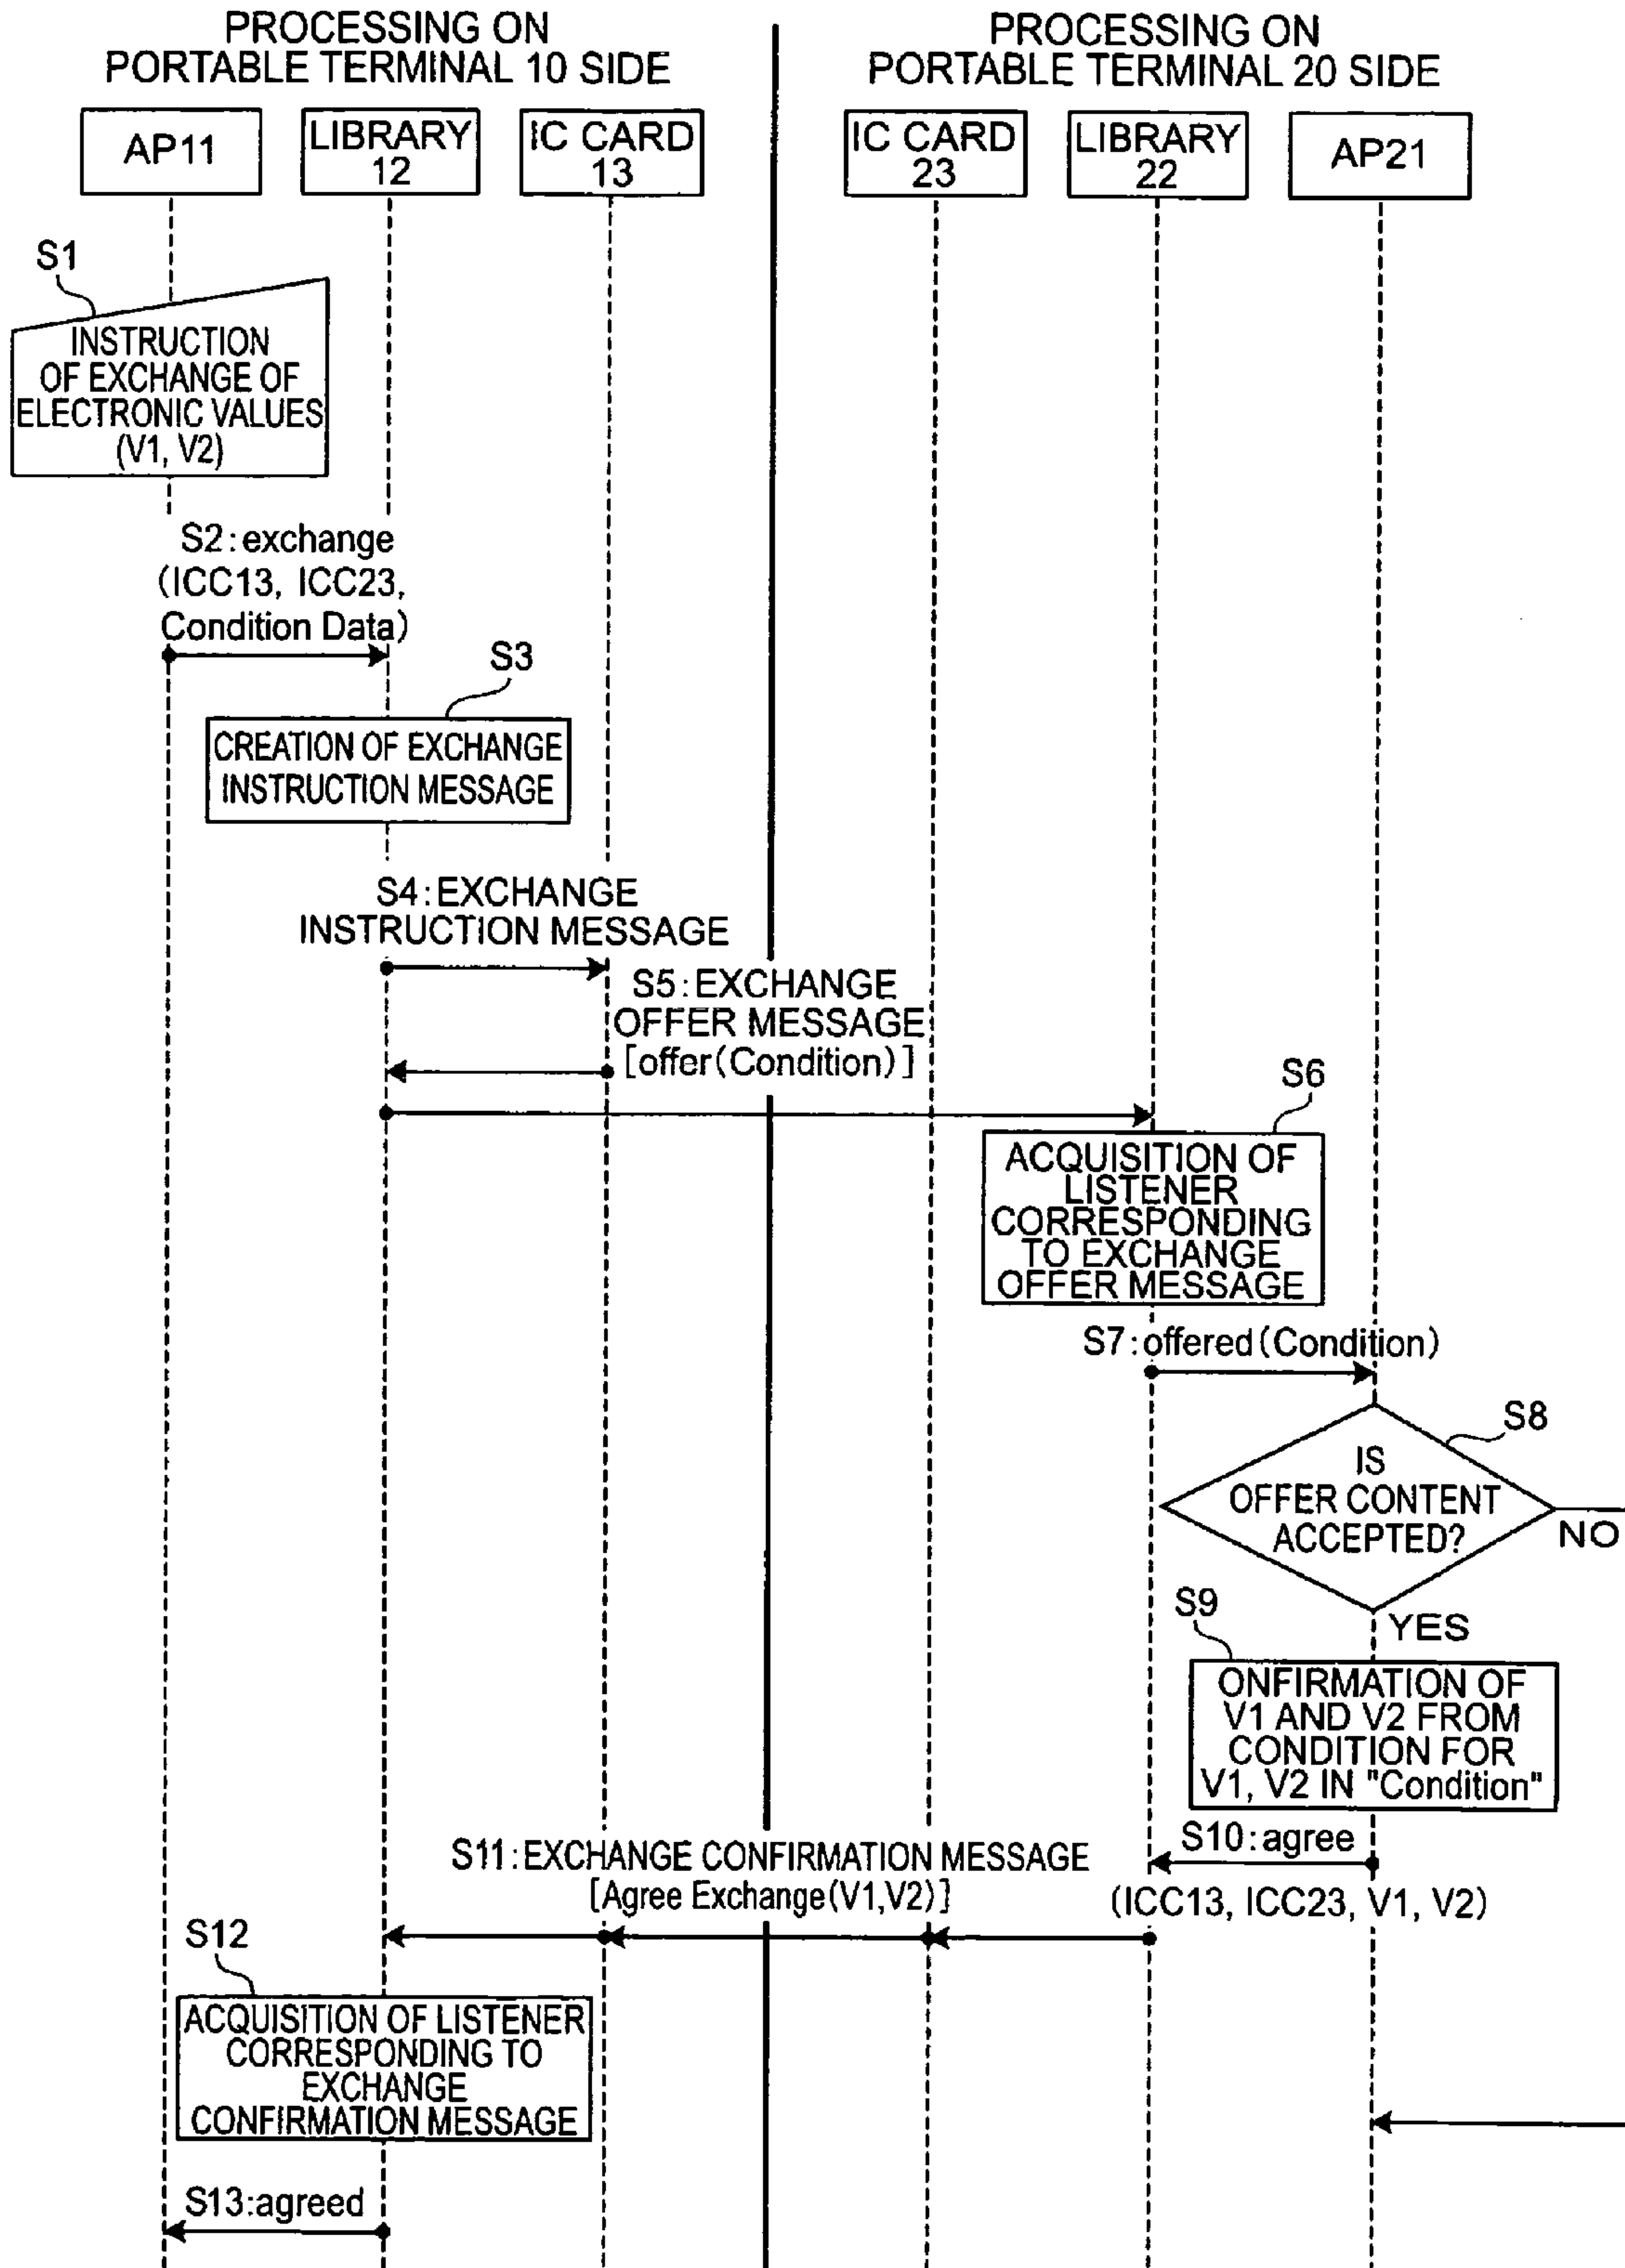 PROCESSING ON
PORTABLE TERMINAL 10 SIDE
PROCESSING ON
PORTABLE TERMINAL 20 SIDE
AP11
LIBRARY
12
IC CARD
13
IC CARD
23
LIBRARY
22
AP21
S1
INSTRUCTION
OF EXCHANGE OF
ELECTRONIC VALUES
(V1, V2)
S2:exchange
(ICC13, ICC23,
Condition Data)
S3
CREATION OF EXCHANGE
INSTRUCTION MESSAGE
S4:EXCHANGE
INSTRUCTION MESSAGE
S5:EXCHANGE
OFFER MESSAGE
[offer(Condition)]
S6
ACQUISITION OF
LISTENER
CORRESPONDING
TO EXCHANGE
OFFER MESSAGE
S7:offered(Condition)
S8
IS
OFFER CONTENT
ACCEPTED?
NO
YES
S9
ONFIRMATION OF
V1 AND V2 FROM
CONDITION FOR
V1, V2 IN "Condition"
S10:agree
(ICC13, ICC23, V1, V2)
S11:EXCHANGE CONFIRMATION MESSAGE
[Agree Exchange(V1,V2)]
S12
ACQUISITION OF LISTENER
CORRESPONDING TO
EXCHANGE
CONFIRMATION MESSAGE
S13:agreed